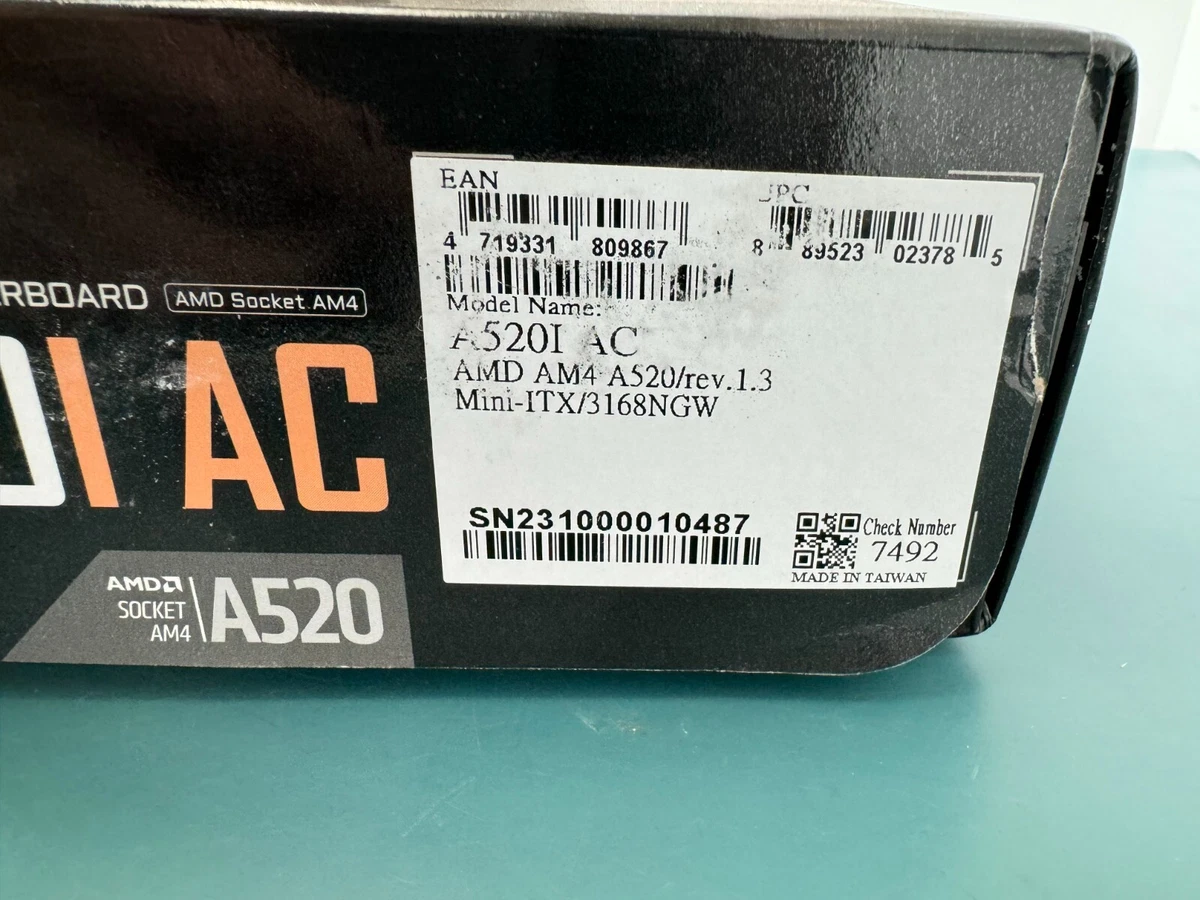 ERBOARD AMD Socket AM4
I AC
AMD
SOCKET
AM4
A520
EAN
4 719331 809867
UPC
8 89523 02378 5
Model Name:
A520I AC
AMD AM4 A520/rev.1.3
Mini-ITX/3168NGW
SN231000010487
Check Number
7492
MADE IN TAIWAN